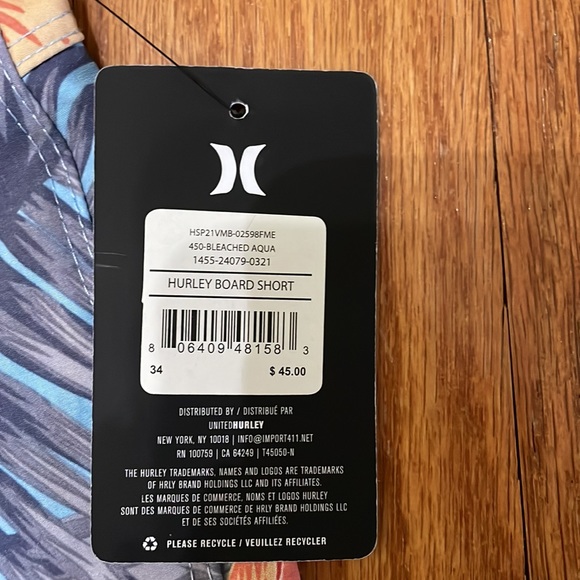 HSP21VMB-02598FME
450-BLEACHED AQUA
1455-24079-0321
HURLEY BOARD SHORT
8 06409 48158 3
34 $ 45.00
DISTRIBUTED BY / DISTRIBUÉ PAR
UNITEDHURLEY
NEW YORK, NY 10018 | INFO@IMPORT411.NET
RN 100759 | CA 64249 | T45050-N
THE HURLEY TRADEMARKS, NAMES AND LOGOS ARE TRADEMARKS
OF HRLY BRAND HOLDINGS LLC AND ITS AFFILIATES.
LES MARQUES DE COMMERCE, NOMS ET LOGOS HURLEY
SONT DES MARQUES DE COMMERCE DE HRLY BRAND HOLDINGS LLC
ET DE SES SOCIÉTÉS AFFILIÉES.
PLEASE RECYCLE / VEUILLEZ RECYCLER